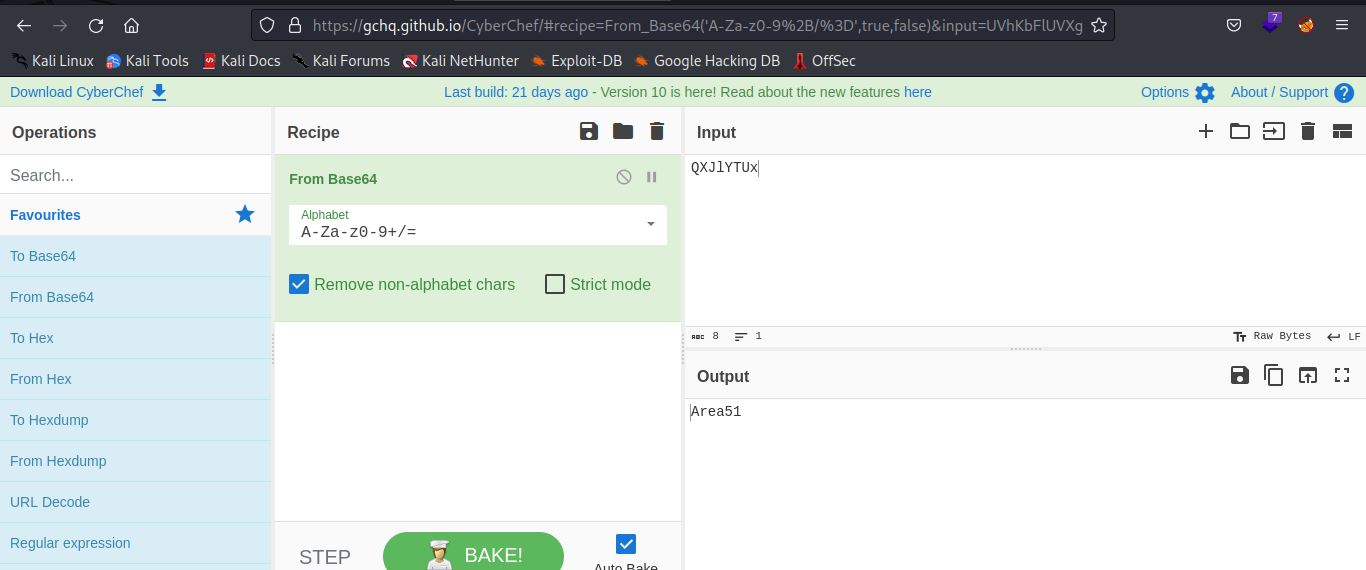 https://gchq.github.io/CyberChef/#recipe=From_Base64('A-Za-z0-9%2B/%3D',true,false)&input=UVhKbFlUVXg
7
Kali Linux Kali Tools Kali Docs Kali Forums Kali NetHunter Exploit-DB Google Hacking DB OffSec
Download CyberChef Last build: 21 days ago - Version 10 is here! Read about the new features here Options About / Support
Operations
Search...
Favourites
To Base64
From Base64
To Hex
From Hex
To Hexdump
From Hexdump
URL Decode
Regular expression
Recipe
From Base64
Alphabet
A-Za-z0-9+/=
Remove non-alphabet chars Strict mode
STEP BAKE! Auto Bake
Input
QXJlYTUx
ABC 8 1 Raw Bytes LF
Output
Area51